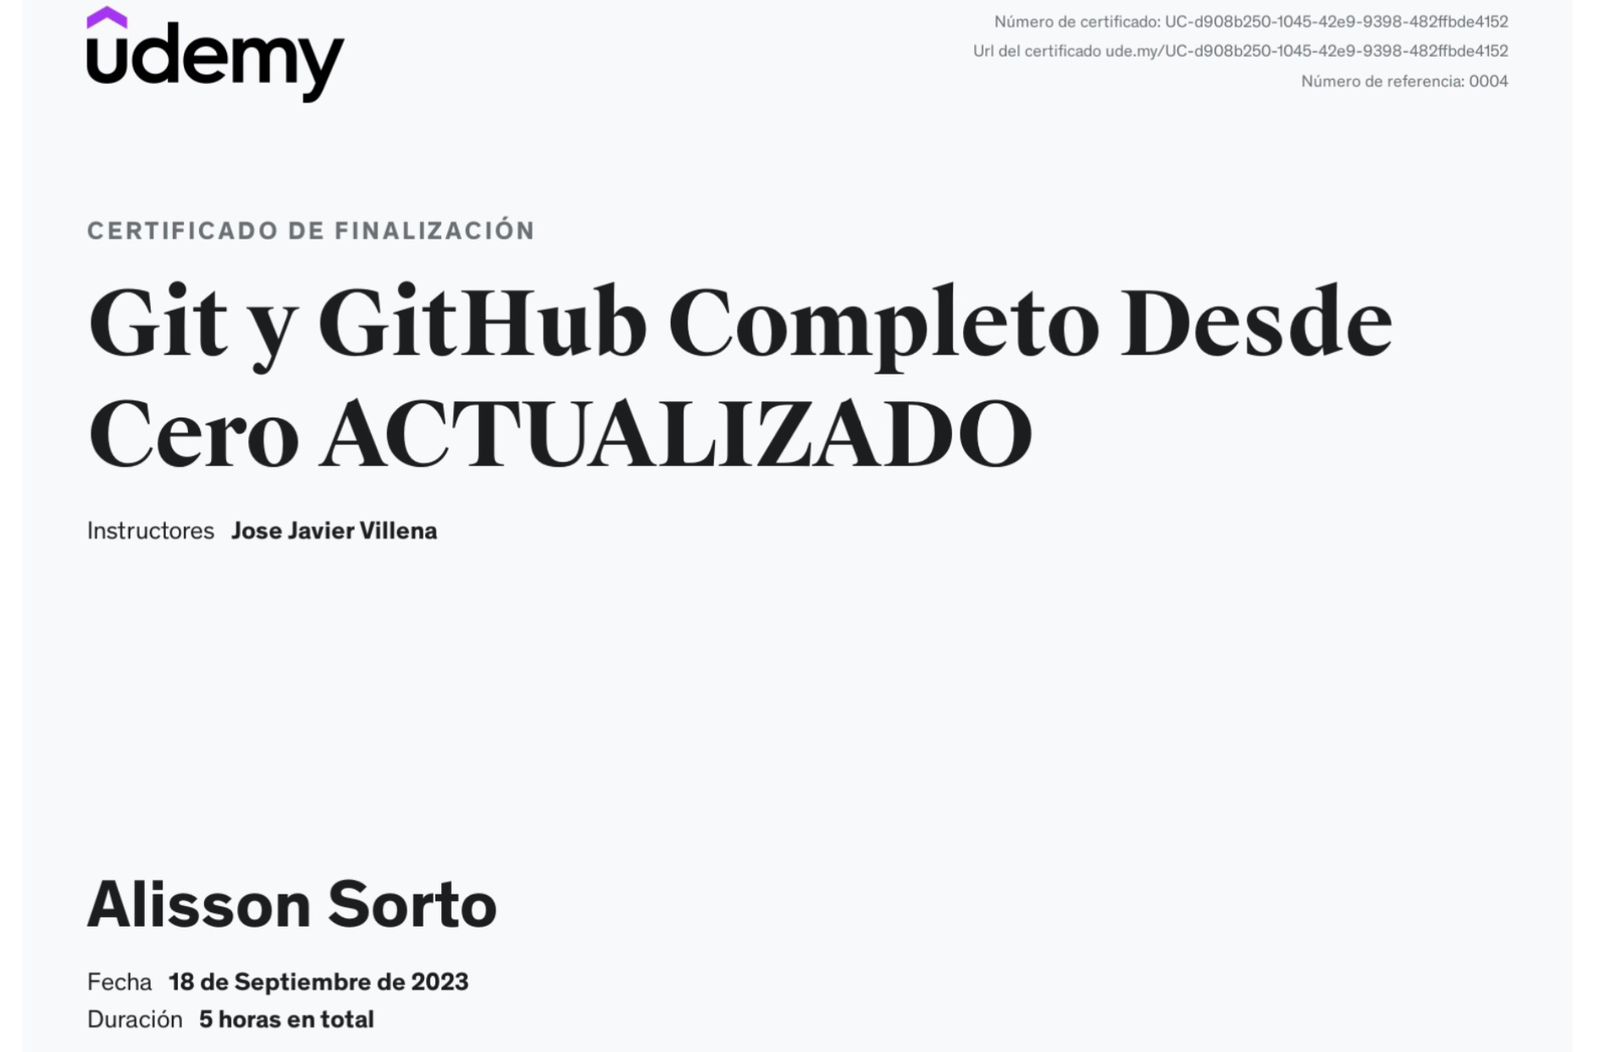 udemy
Número de certificado: UC-d908b250-1045-42e9-9398-482ffbde4152
Url del certificado ude.my/UC-d908b250-1045-42e9-9398-482ffbde4152
Número de referencia: 0004
CERTIFICADO DE FINALIZACIÓN
Git y GitHub Completo Desde
Cero ACTUALIZADO
Instructores Jose Javier Villena
Alisson Sorto
Fecha 18 de Septiembre de 2023
Duración 5 horas en total